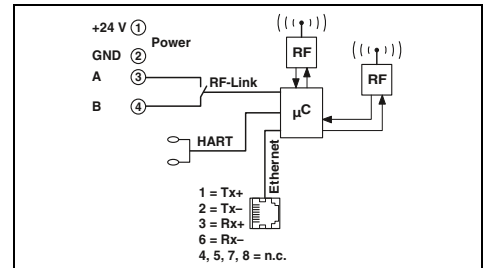 +24 V 1
Power
GND 2
A 3
RF-Link
B 4
((ı))
RF
((ı))
RF
µC
HART
Ethernet
1 = Tx+
2 = Tx–
3 = Rx+
6 = Rx–
4, 5, 7, 8 = n.c.